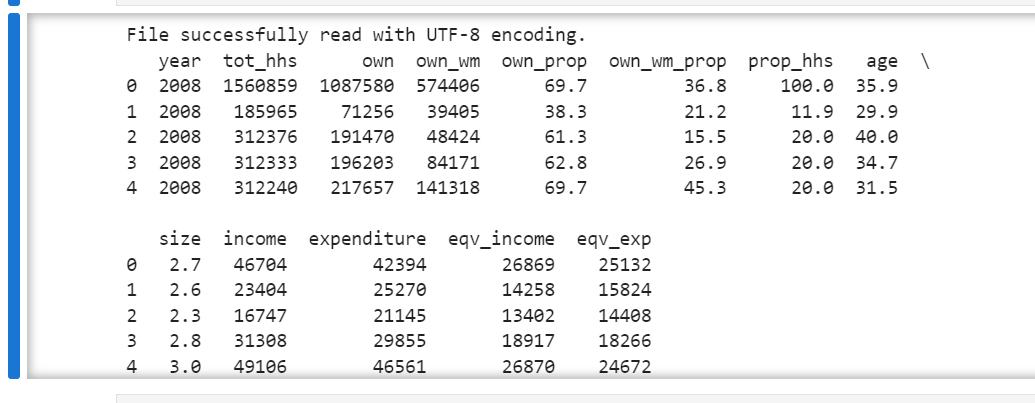 File successfully read with UTF-8 encoding.
year tot_hhs own own_wm own_prop own_wm_prop prop_hhs age \
0 2008 1560859 1087580 574406 69.7 36.8 100.0 35.9
1 2008 185965 71256 39405 38.3 21.2 11.9 29.9
2 2008 312376 191470 48424 61.3 15.5 20.0 40.0
3 2008 312333 196203 84171 62.8 26.9 20.0 34.7
4 2008 312240 217657 141318 69.7 45.3 20.0 31.5
size income expenditure eqv_income eqv_exp
0 2.7 46704 42394 26869 25132
1 2.6 23404 25270 14258 15824
2 2.3 16747 21145 13402 14408
3 2.8 31308 29855 18917 18266
4 3.0 49106 46561 26870 24672